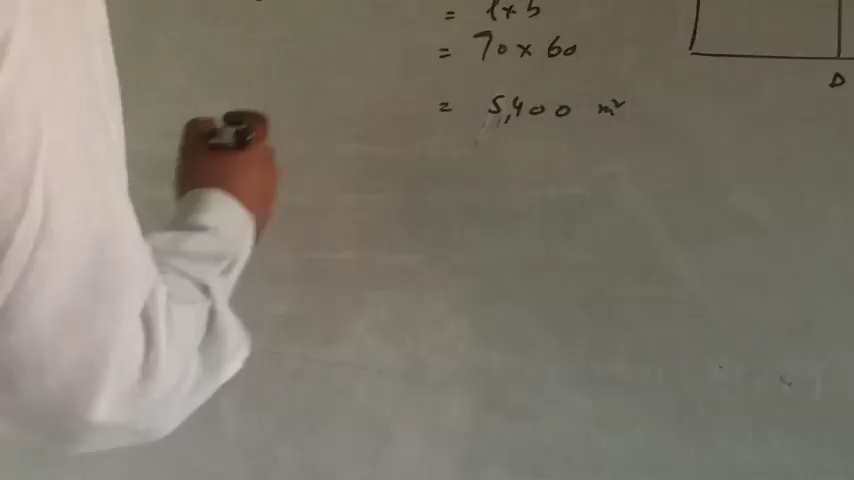 = l x b
= 70 x 60
= 5,400 m²
D